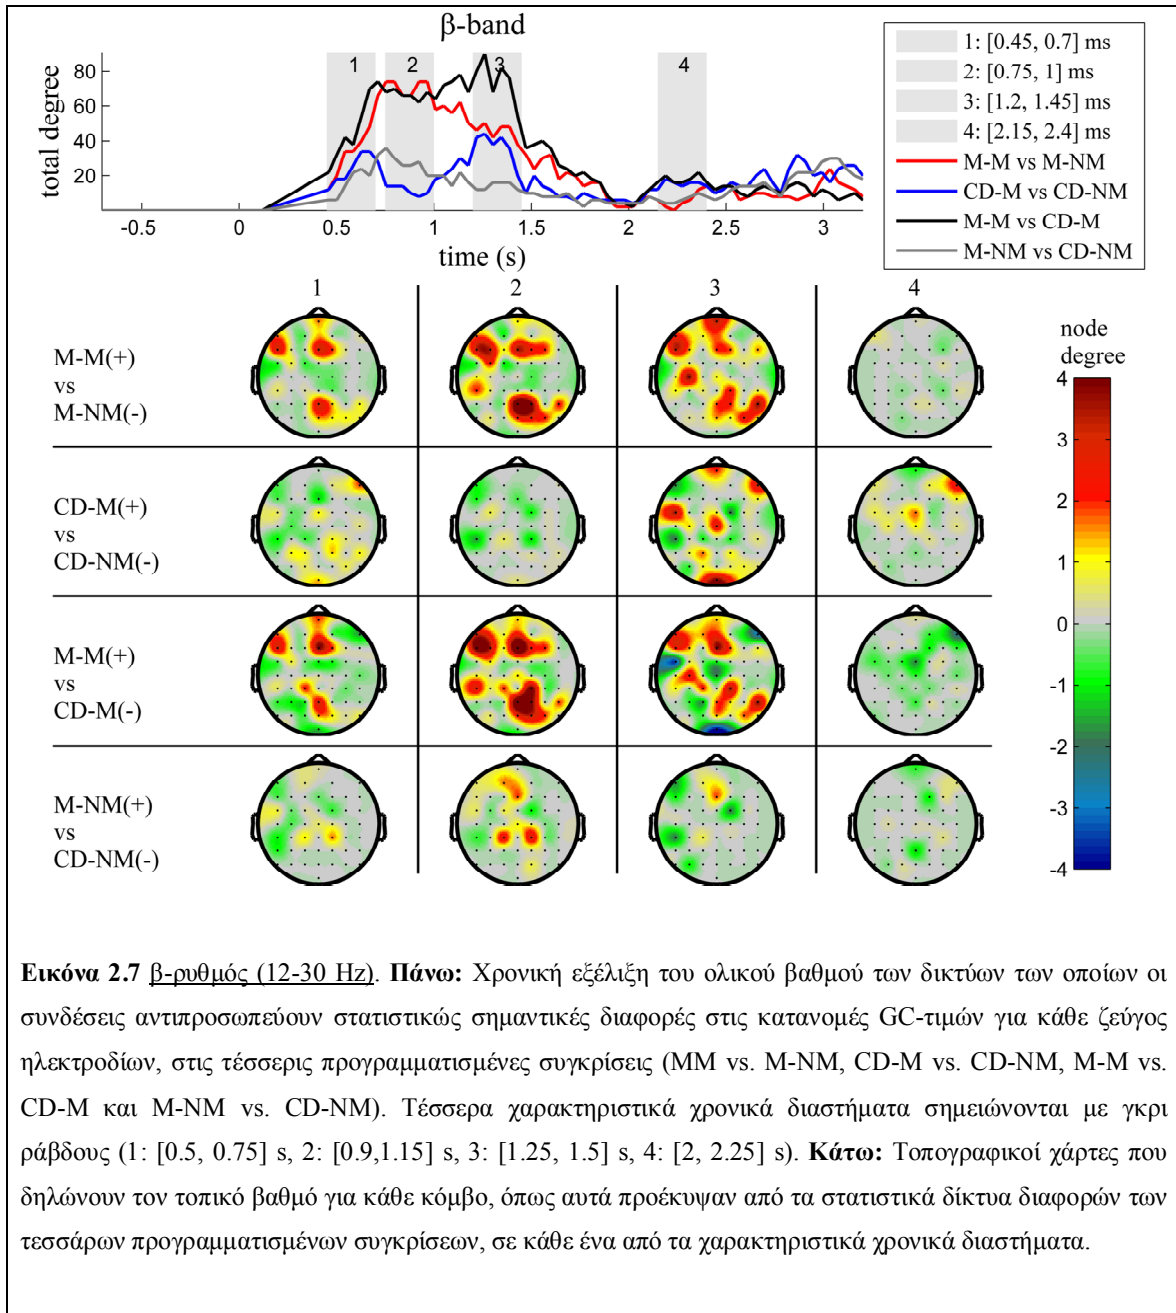 β-band
total degree
80
60
40
20
1
2
3
4
-0.5
0
0.5
1
1.5
2
2.5
3
time (s)
1: [0.45, 0.7] ms
2: [0.75, 1] ms
3: [1.2, 1.45] ms
4: [2.15, 2.4] ms
M-M vs M-NM
CD-M vs CD-NM
M-M vs CD-M
M-NM vs CD-NM
1
2
3
4
M-M(+)
vs
M-NM(-)
CD-M(+)
vs
CD-NM(-)
M-M(+)
vs
CD-M(-)
M-NM(+)
vs
CD-NM(-)
node
degree
4
3
2
1
0
-1
-2
-3
-4
Εικόνα 2.7 β-ρυθμός (12-30 Hz). Πάνω: Χρονική εξέλιξη του ολικού βαθμού των δικτύων των οποίων οι
συνδέσεις αντιπροσωπεύουν στατιστικώς σημαντικές διαφορές στις κατανομές GC-τιμών για κάθε ζεύγος
ηλεκτροδίων, στις τέσσερις προγραμματισμένες συγκρίσεις (MM vs. M-NM, CD-M vs. CD-NM, M-M vs.
CD-M και M-NM vs. CD-NM). Τέσσερα χαρακτηριστικά χρονικά διαστήματα σημειώνονται με γκρι
ράβδους (1: [0.5, 0.75] s, 2: [0.9,1.15] s, 3: [1.25, 1.5] s, 4: [2, 2.25] s). Κάτω: Τοπογραφικοί χάρτες που
δηλώνουν τον τοπικό βαθμό για κάθε κόμβο, όπως αυτά προέκυψαν από τα στατιστικά δίκτυα διαφορών των
τεσσάρων προγραμματισμένων συγκρίσεων, σε κάθε ένα από τα χαρακτηριστικά χρονικά διαστήματα.